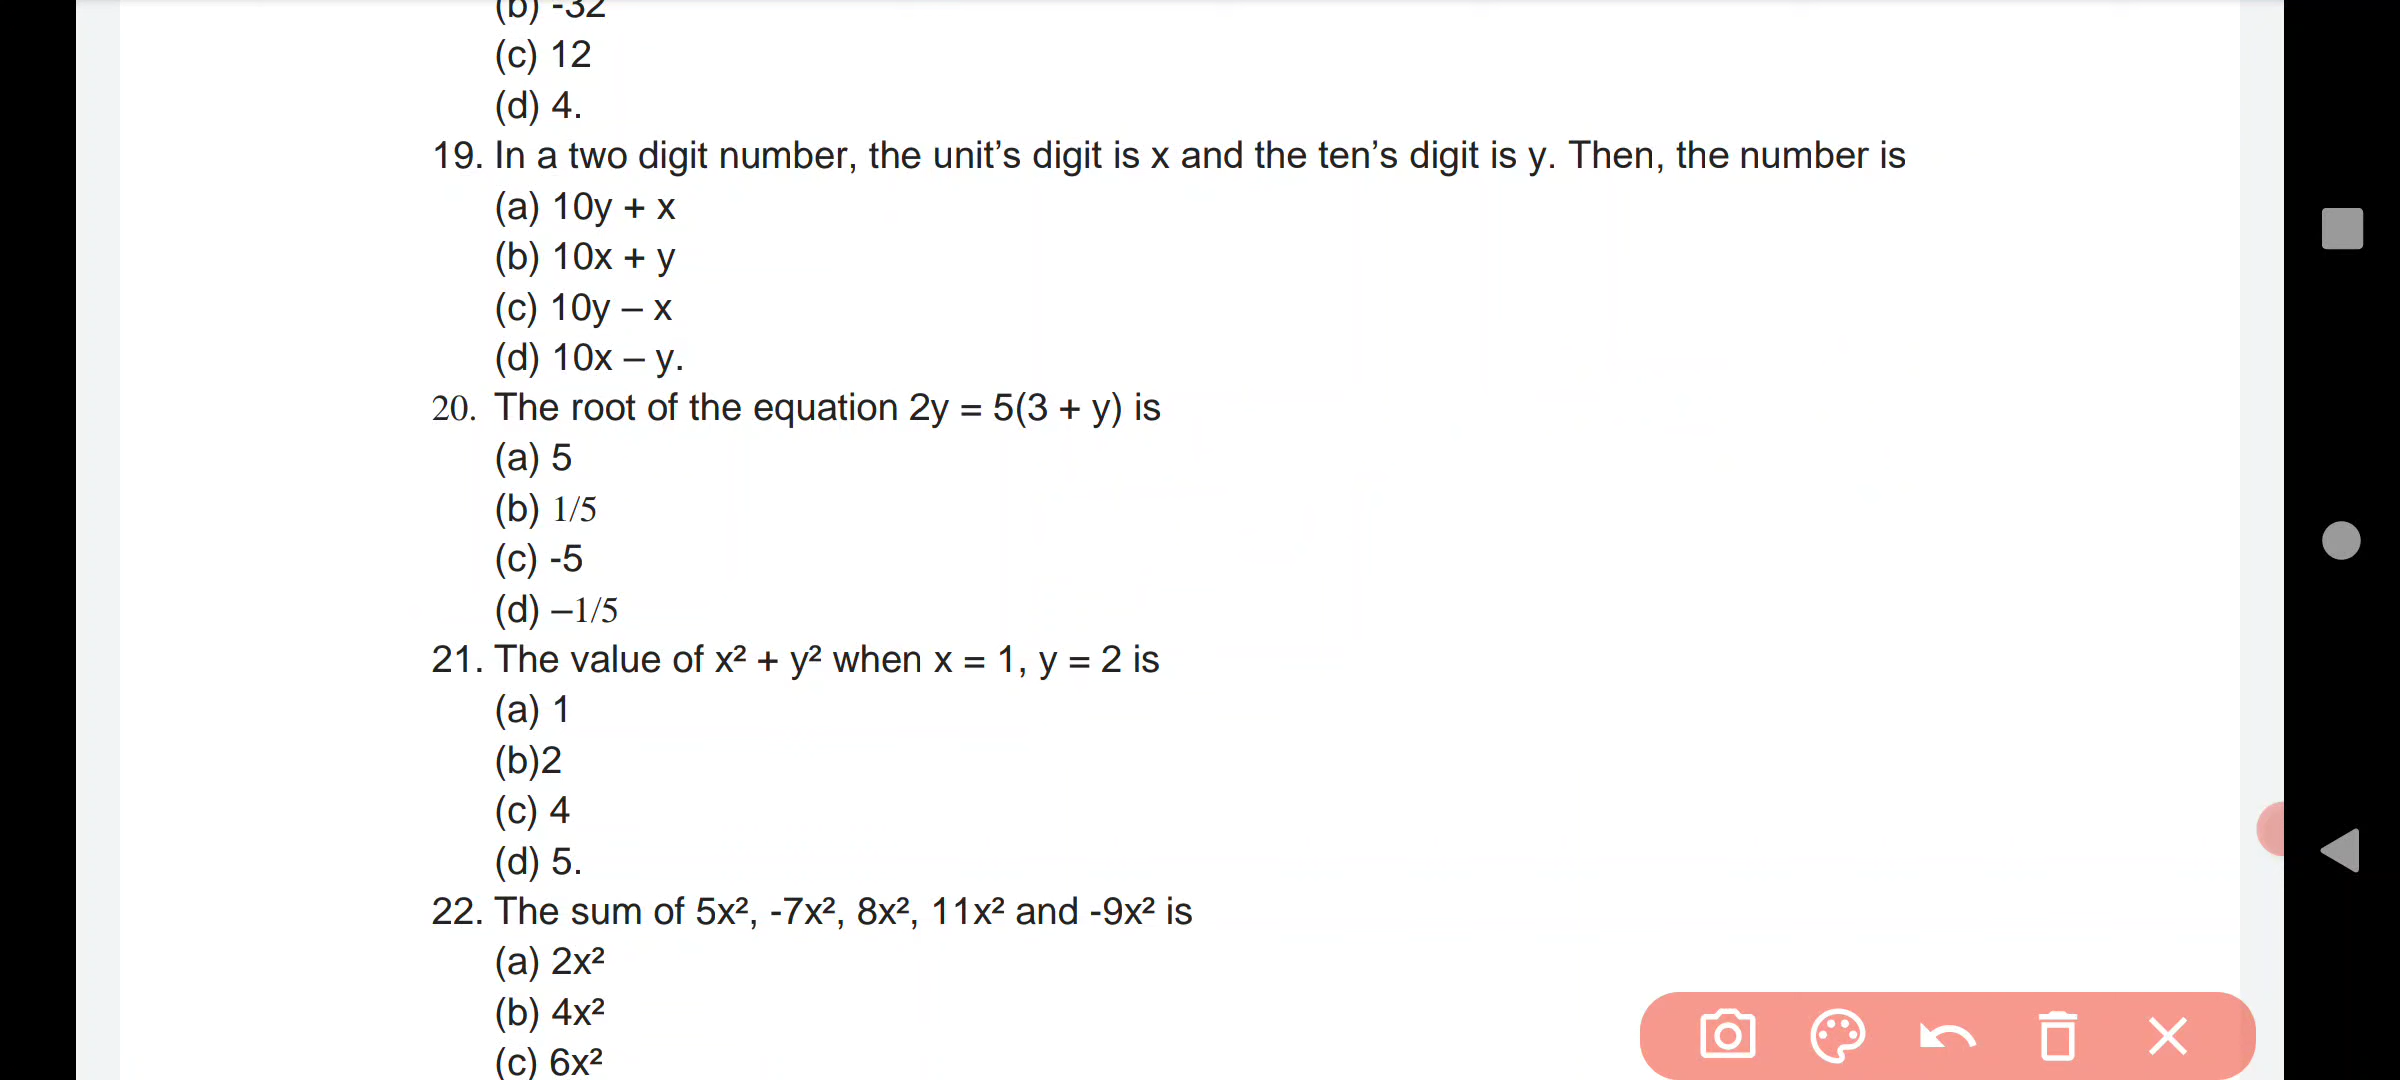 (b) -32
(c) 12
(d) 4.
19. In a two digit number, the unit’s digit is x and the ten’s digit is y. Then, the number is
(a) 10y + x
(b) 10x + y
(c) 10y – x
(d) 10x – y.
20. The root of the equation 2y = 5(3 + y) is
(a) 5
(b) 1/5
(c) -5
(d) –1/5
21. The value of x² + y² when x = 1, y = 2 is
(a) 1
(b)2
(c) 4
(d) 5.
22. The sum of 5x², -7x², 8x², 11x² and -9x² is
(a) 2x²
(b) 4x²
(c) 6x²